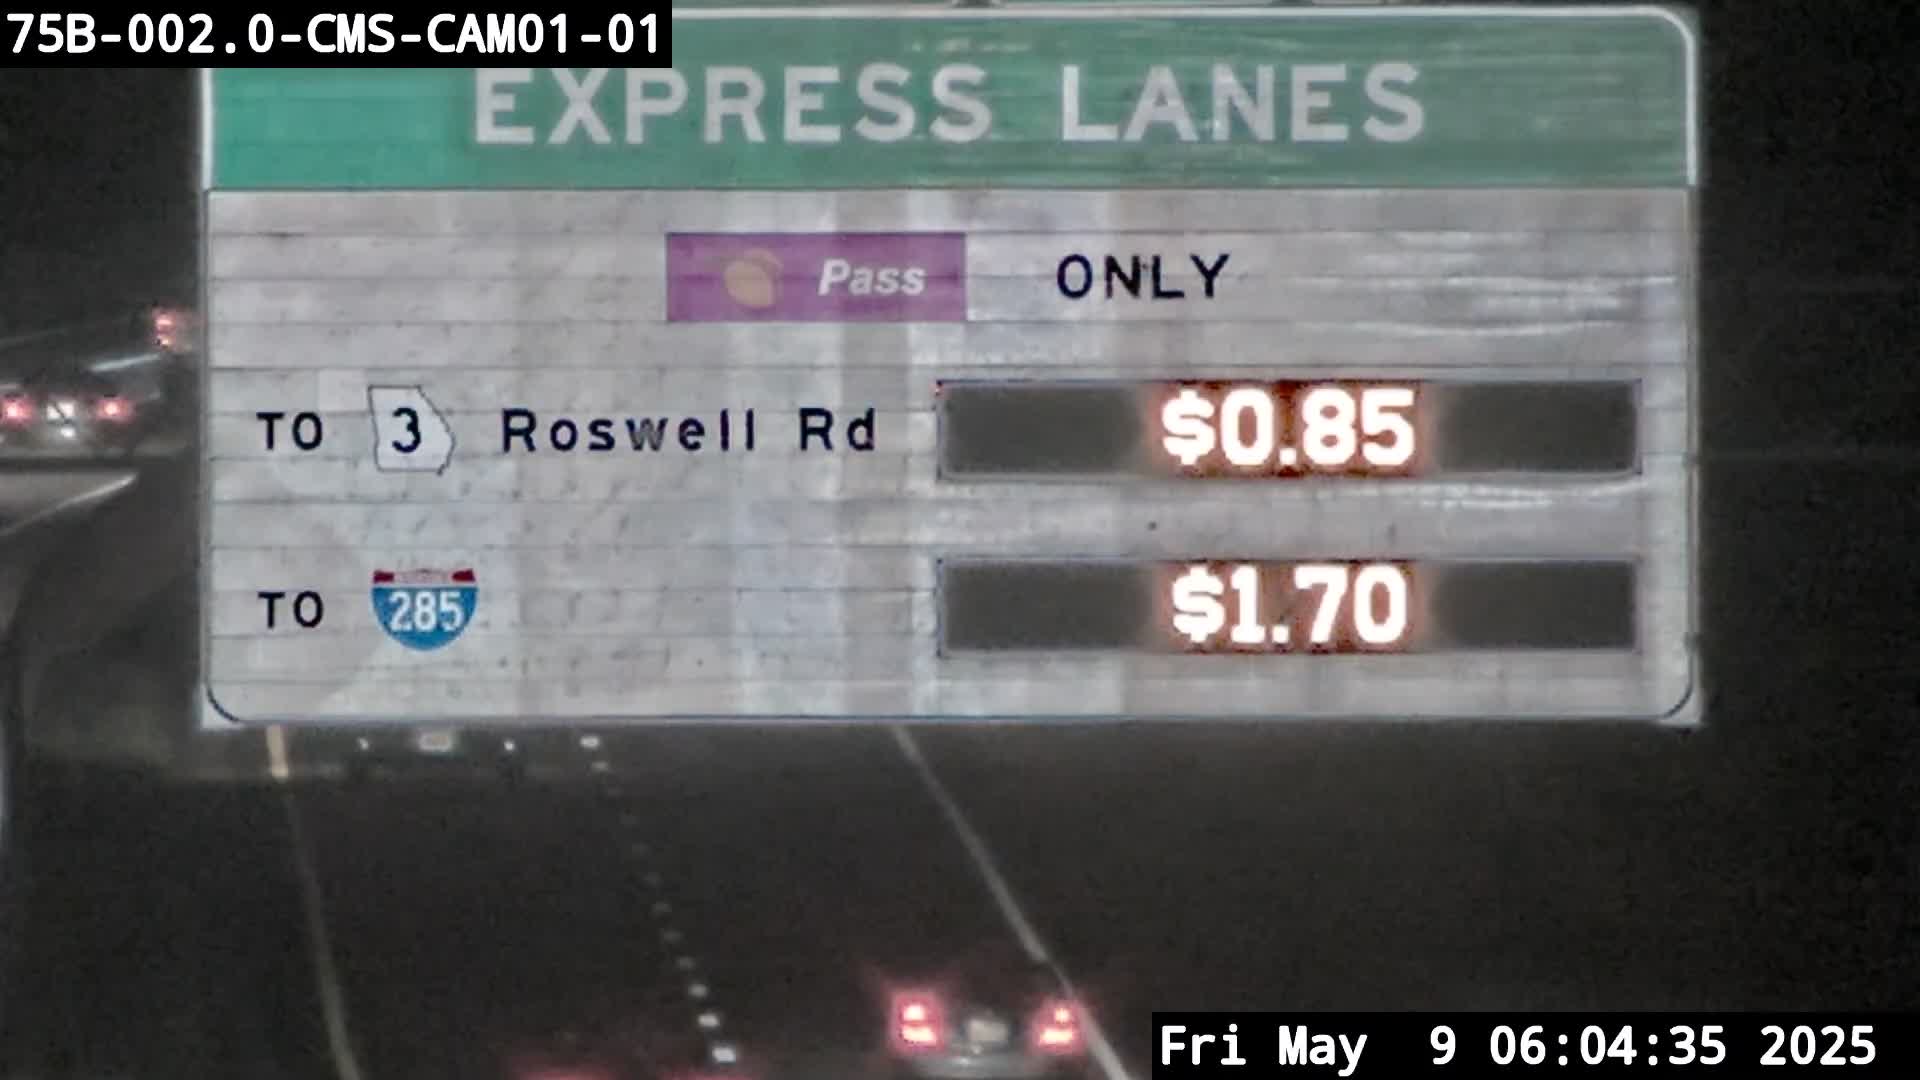 75B-002.0-CMS-CAM01-01
EXPRESS LANES
Pass ONLY
TO 3 Roswell Rd $0.85
TO 285 $1.70
Fri May 9 06:04:35 2025